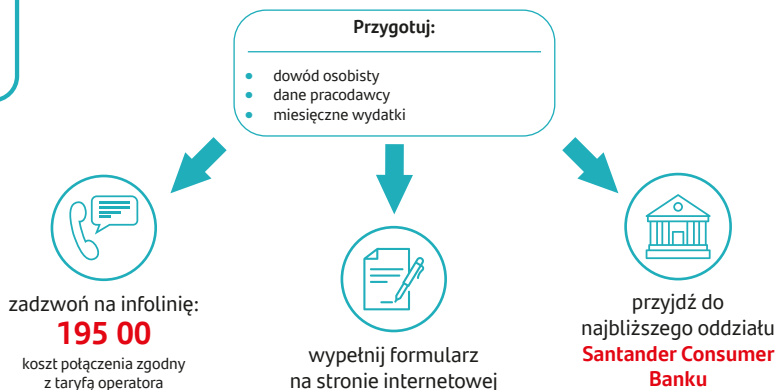 Przygotuj:
dowód osobisty
dane pracodawcy
miesięczne wydatki
zadzwoń na infolinię:
195 00
koszt połączenia zgodny
z taryfą operatora
wypełnij formularz
na stronie internetowej
przyjdź do
najbliższego oddziału
Santander Consumer
Banku